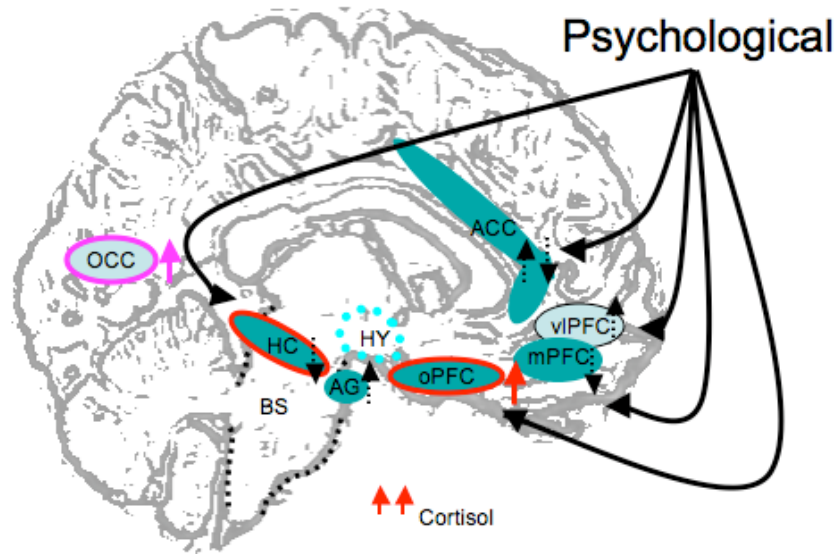 Psychological
ACC
OCC
vlPFC
HY
HC
mPFC
oPFC
AG
BS
Cortisol